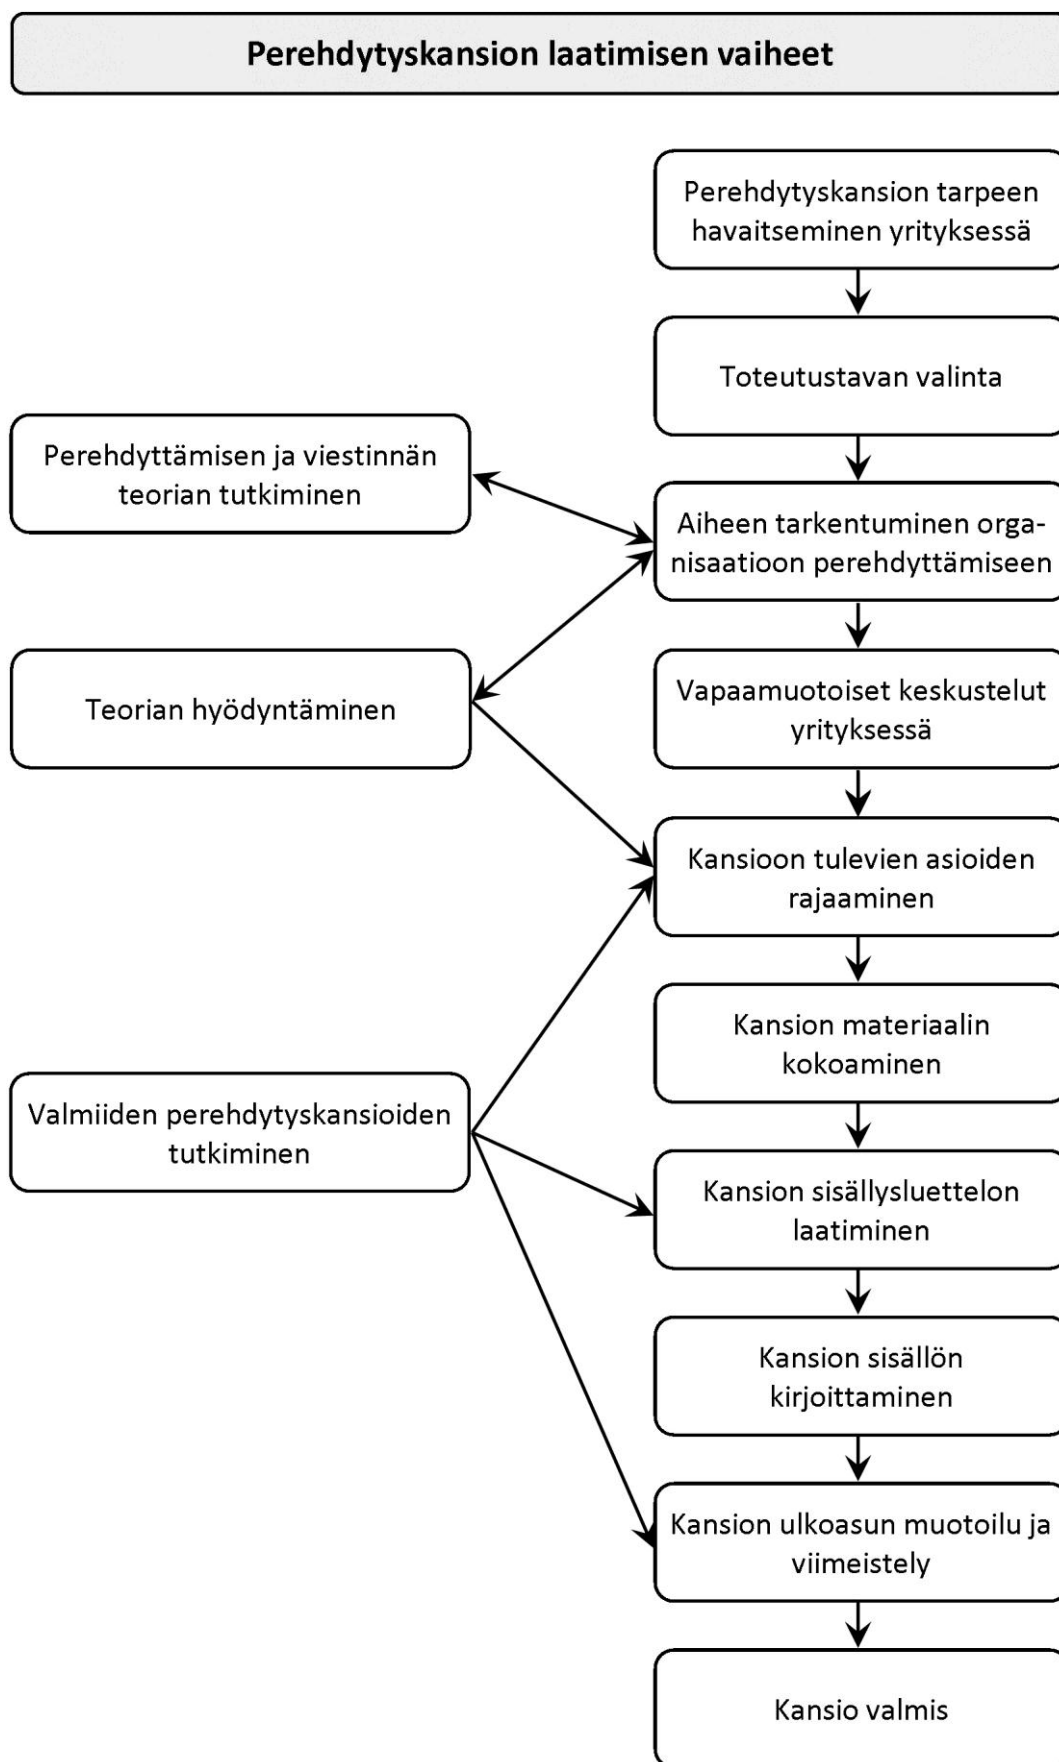 Perehdytyskansion laatimisen vaiheet
Perehdytyskansion tarpeen
havaitseminen yrityksessä
Toteutustavan valinta
Perehdyttämisen ja viestinnän
teorian tutkiminen
Aiheen tarkentuminen orga-
nisaatioon perehdyttämiseen
Teorian hyödyntäminen
Vapaamuotoiset keskustelut
yrityksessä
Kansioon tulevien asioiden
rajaaminen
Kansion materiaalin
kokoaminen
Valmiiden perehdytyskansioiden
tutkiminen
Kansion sisällysluettelon
laatiminen
Kansion sisällön
kirjoittaminen
Kansion ulkoasun muotoilu ja
viimeistely
Kansio valmis